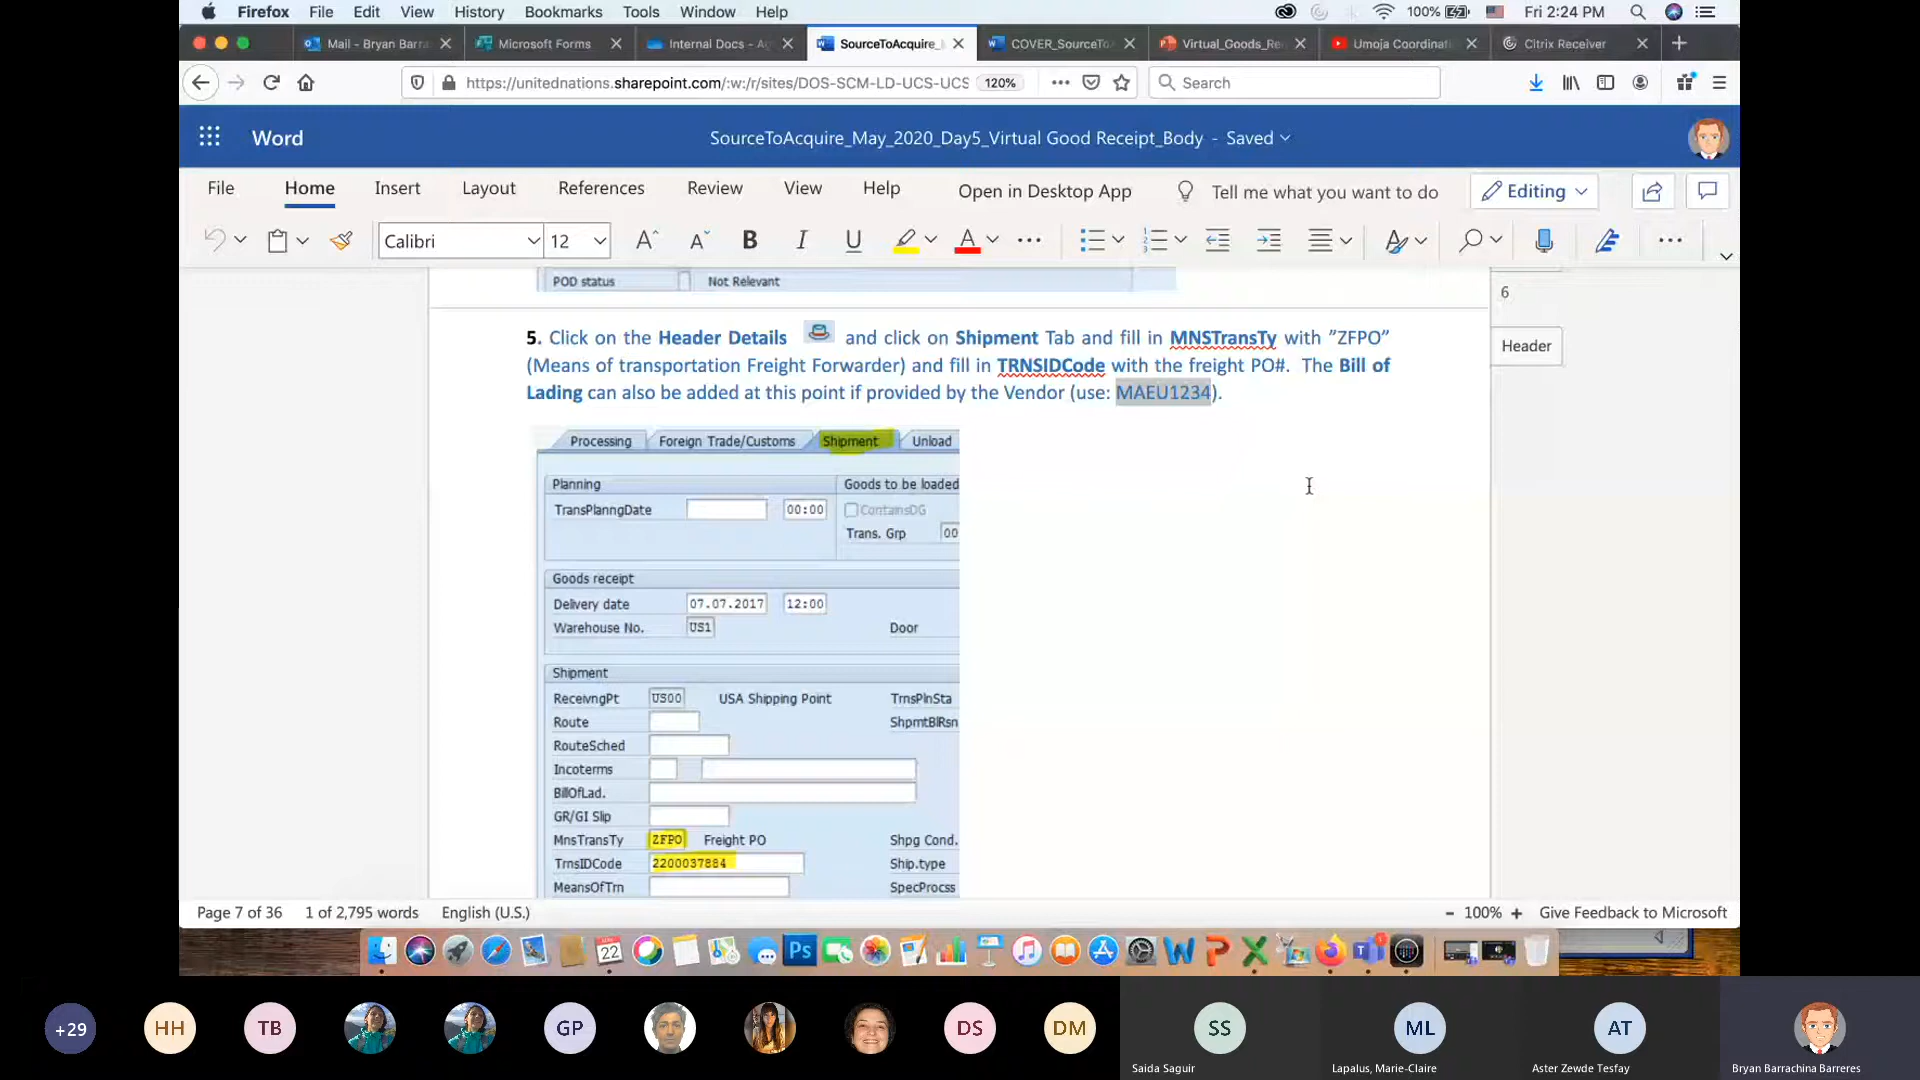 Firefox File Edit View History Bookmarks Tools Window Help 100% Fri 2:24 PM
Mail - Bryan Barra Microsoft Forms Internal Docs - A SourceToAcquire_ COVER_SourceToA Virtual_Goods_Re Umoja Coordinati Citrix Receiver
https://unitednations.sharepoint.com/:w:/r/sites/DOS-SCM-LD-UCS-UCS 120% Search
Word SourceToAcquire_May_2020_Day5_Virtual Good Receipt_Body - Saved
File Home Insert Layout References Review View Help Open in Desktop App Tell me what you want to do Editing
Calibri 12
POD status Not Relevant
6
5. Click on the Header Details and click on Shipment Tab and fill in MNSTransTy with ”ZFPO”
Header
(Means of transportation Freight Forwarder) and fill in TRNSIDCode with the freight PO#. The Bill of
Lading can also be added at this point if provided by the Vendor (use: MAEU1234).
Processing Foreign Trade/Customs Shipment Unload
Planning Goods to be loaded
TransPlanngDate 00:00 ContainsDG
Trans. Grp 00
Goods receipt
Delivery date 07.07.2017 12:00
Warehouse No. US1 Door
Shipment
ReceivngPt US00 USA Shipping Point TrnsPlnSta
Route ShpmtBlRsn
RouteSched
Incoterms
BillOfLad.
GR/GI Slip
MnsTransTy ZFPO Freight PO Shpg Cond.
TrnsIDCode 2200037884 Ship.type
MeansOfTrn SpecProcss
Page 7 of 36 1 of 2,795 words English (U.S.) - 100% + Give Feedback to Microsoft
MAY
22
Ps
+29 HH TB GP DS DM SS ML AT
Saida Saguir Lapalus, Marie-Claire Aster Zewde Tesfay Bryan Barrachina Barreres